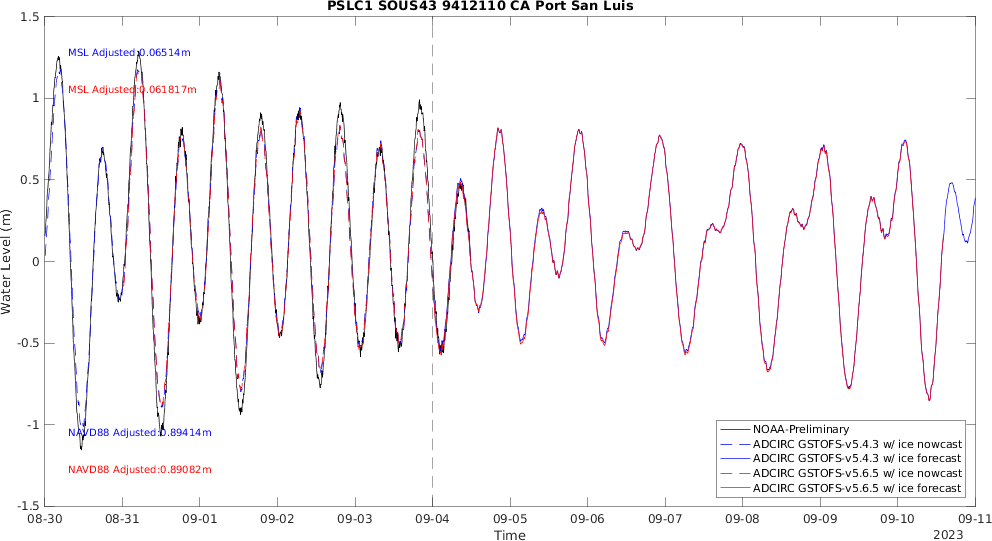 PSLC1 SOUS43 9412110 CA Port San Luis
1.5
1
0.5
0
-0.5
-1
-1.5
Water Level (m)
MSL Adjusted:0.06514m
MSL Adjusted:0.061817m
NAVD88 Adjusted:0.89414m
NAVD88 Adjusted:0.89082m
NOAA-Preliminary
ADCIRC GSTOFS-v5.4.3 w/ ice nowcast
ADCIRC GSTOFS-v5.4.3 w/ ice forecast
ADCIRC GSTOFS-v5.6.5 w/ ice nowcast
ADCIRC GSTOFS-v5.6.5 w/ ice forecast
08-30 08-31 09-01 09-02 09-03 09-04 09-05 09-06 09-07 09-08 09-09 09-10 09-11
Time
2023